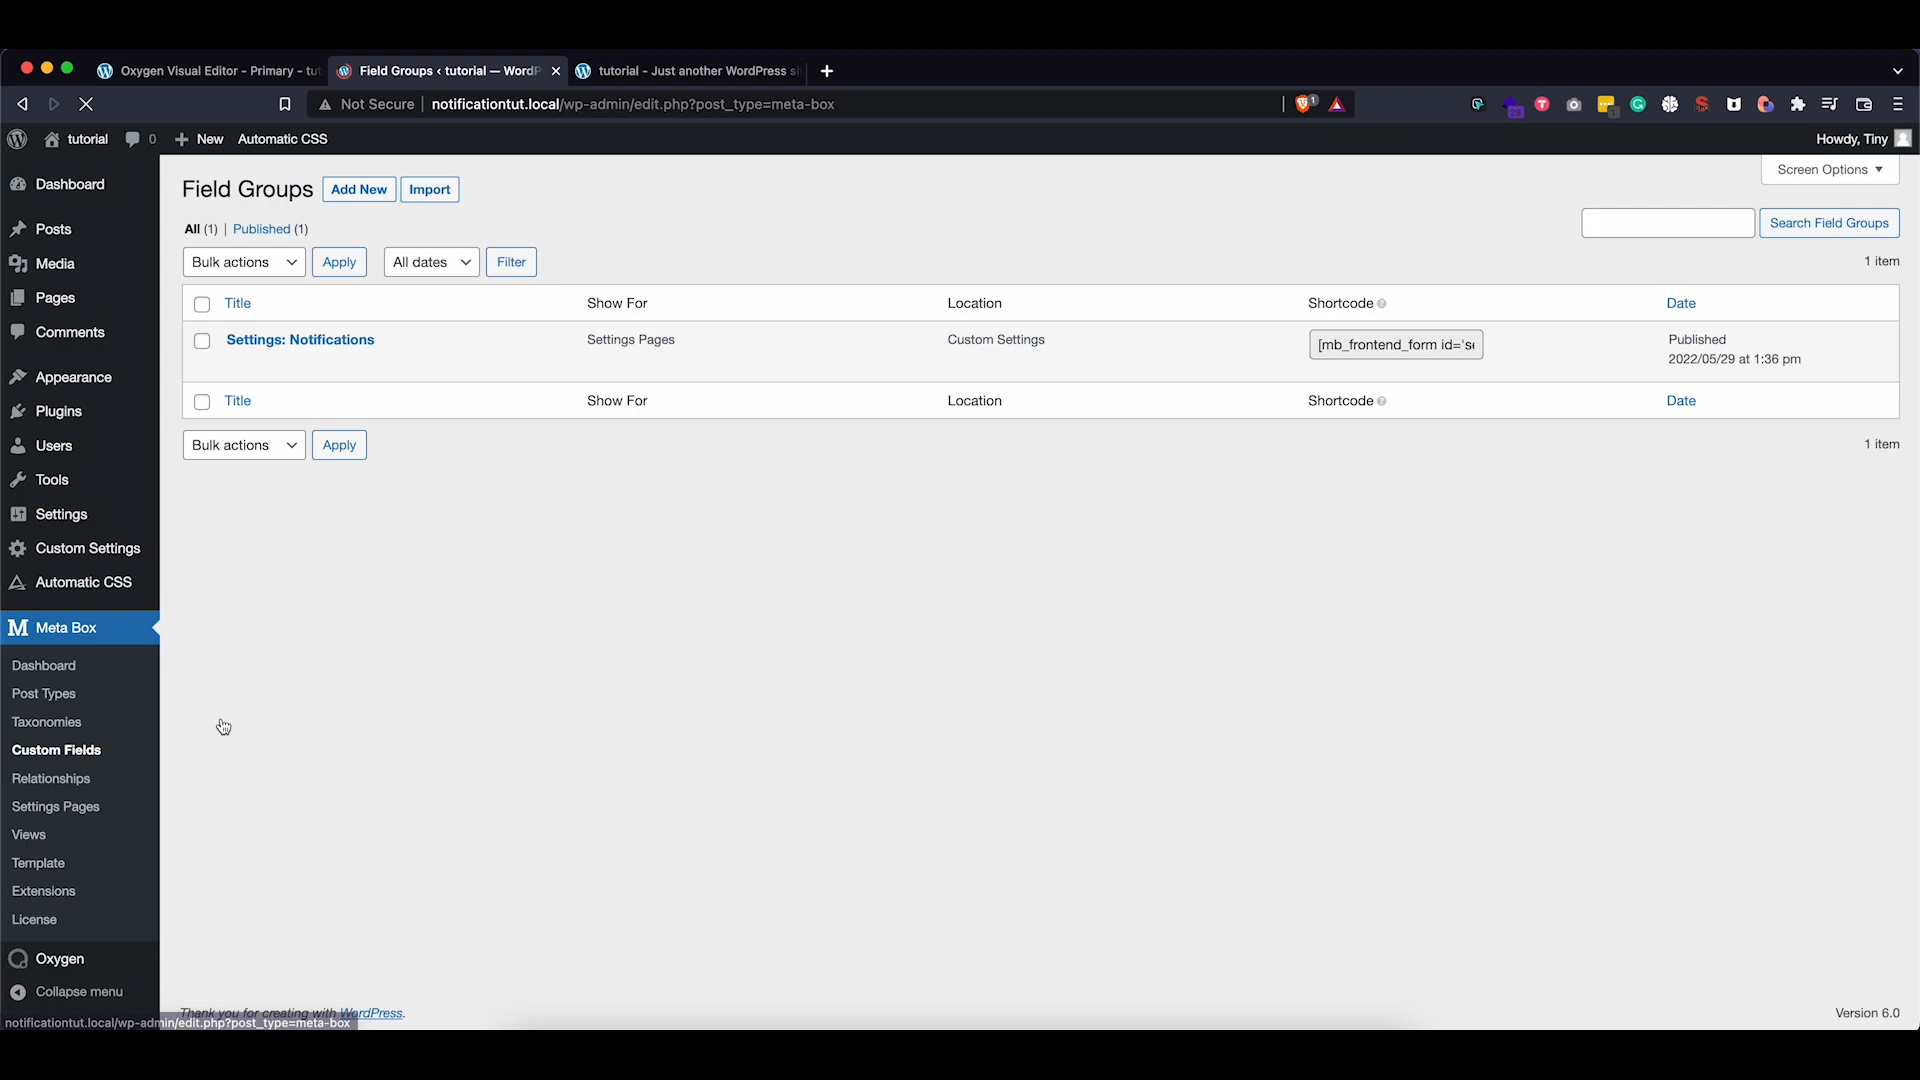 Oxygen Visual Editor - Primary - tut
Field Groups ‹ tutorial — WordP
tutorial - Just another WordPress si
Not Secure
notificationtut.local/wp-admin/edit.php?post_type=meta-box
tutorial
0
New
Automatic CSS
Howdy, Tiny
Dashboard
Posts
Media
Pages
Comments
Appearance
Plugins
Users
Tools
Settings
Custom Settings
Automatic CSS
Meta Box
Dashboard
Post Types
Taxonomies
Custom Fields
Relationships
Settings Pages
Views
Template
Extensions
License
Oxygen
Collapse menu
Screen Options
Field Groups
Add New
Import
All (1) | Published (1)
Search Field Groups
Bulk actions
Apply
All dates
Filter
1 item
Title
Show For
Location
Shortcode
Date
Settings: Notifications
Settings Pages
Custom Settings
[mb_frontend_form id='se
Published
2022/05/29 at 1:36 pm
Title
Show For
Location
Shortcode
Date
Bulk actions
Apply
1 item
Thank you for creating with WordPress.
Version 6.0
notificationtut.local/wp-admin/edit.php?post_type=meta-box